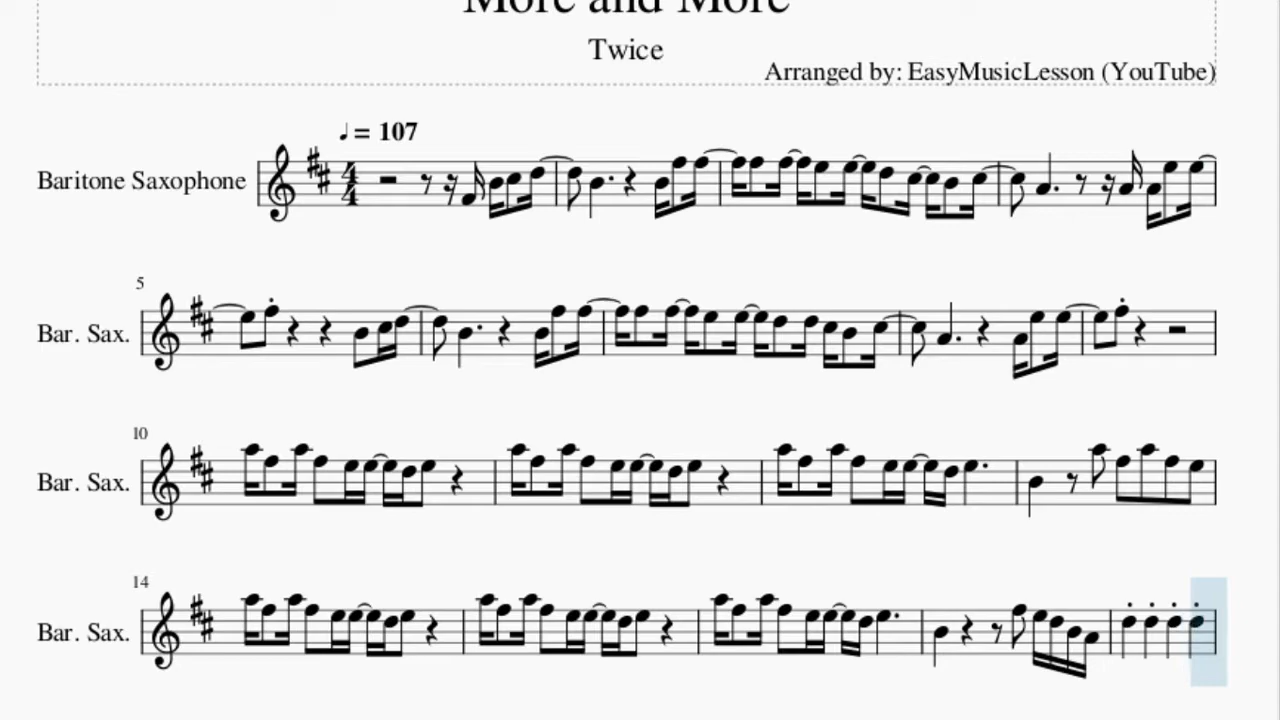 More and More
Twice
Arranged by: EasyMusicLesson (YouTube)
♩= 107
Baritone Saxophone
4
4
5
Bar. Sax.
10
Bar. Sax.
14
Bar. Sax.